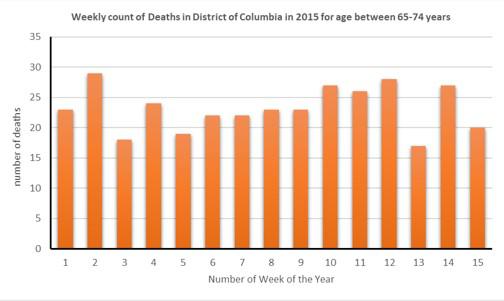 Weekly count of Deaths in District of Columbia in 2015 for age between 65-74 years
35
30
25
20
15
10
5
0
number of deaths
1 2 3 4 5 6 7 8 9 10 11 12 13 14 15
Number of Week of the Year